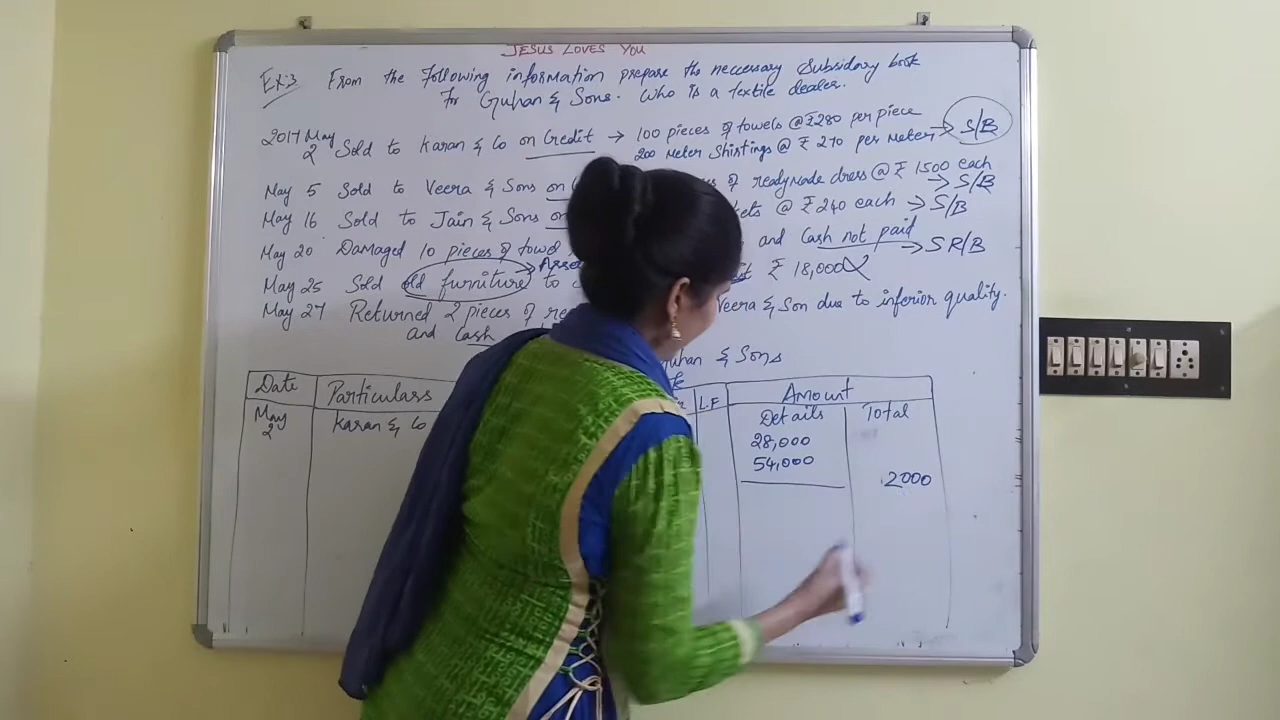 JESUS LOVES YOU
Ex:3 From the following information prepare the neccessary Subsidary book
For Guhan & Sons. Who is a textile dealer.
2017 May
2 Sold to Karan & Co on Credit → 100 pieces of towels @ ₹280 per piece
200 Meter Shirtings @ ₹ 270 per Meter → S/B
May 5 Sold to Veera & Sons on of readymade dress @ ₹ 1500 each
→ S/B
May 16 Sold to Jain & Sons on @ ₹240 each → S/B
May 20 Damaged 10 pieces of towel and Cash not paid
→ SR/B
May 25 Sold old furniture → to ₹ 18,000
May 27 Returned 2 pieces of Veera & Son due to inferior quality.
and Cash
Guhan & Sons
Date Particulars L.F Amount
Details Total
May
2 Karan & Co 28,000
54,000
2000